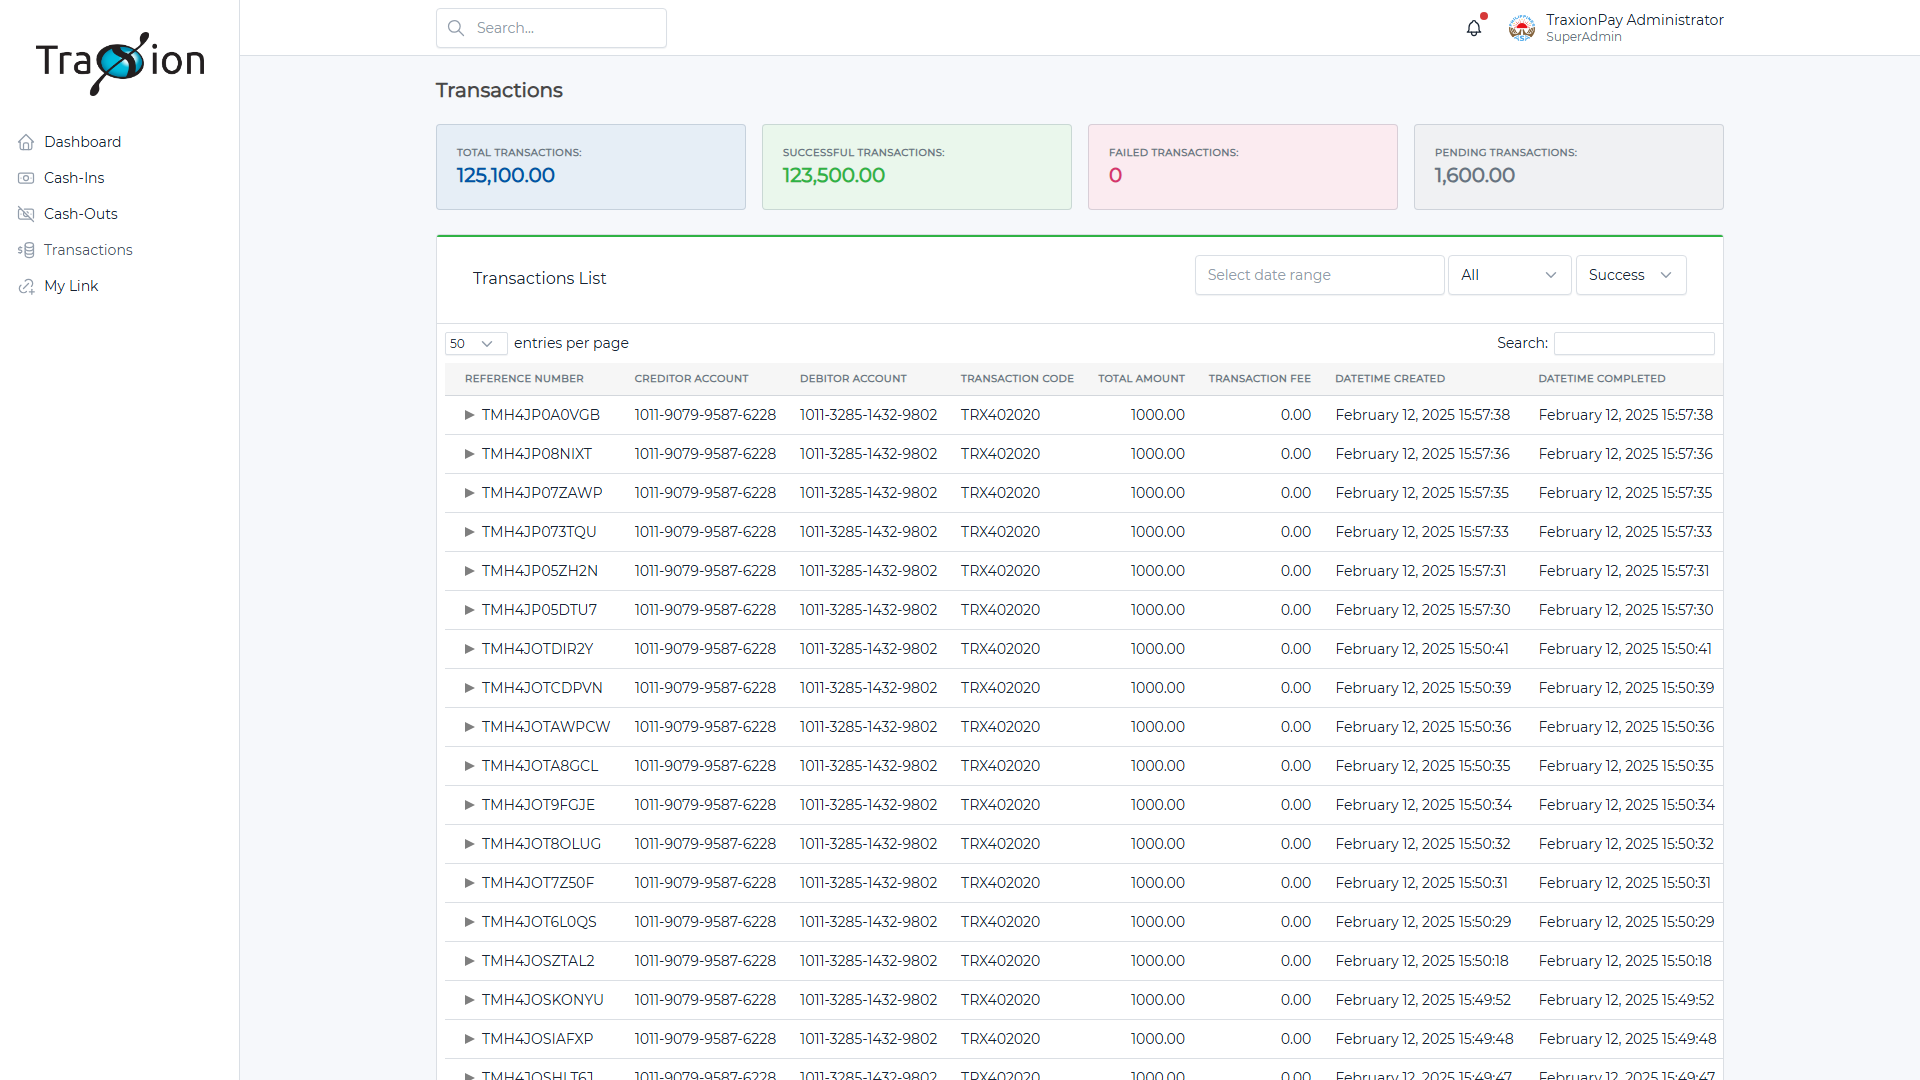 Traxion
Search...
TraxionPay Administrator
SuperAdmin
Dashboard
Cash-Ins
Cash-Outs
Transactions
My Link
Transactions
TOTAL TRANSACTIONS:
125,100.00
SUCCESSFUL TRANSACTIONS:
123,500.00
FAILED TRANSACTIONS:
0
PENDING TRANSACTIONS:
1,600.00
Transactions List
Select date range
All
Success
50 entries per page
Search:
REFERENCE NUMBER CREDITOR ACCOUNT DEBITOR ACCOUNT TRANSACTION CODE TOTAL AMOUNT TRANSACTION FEE DATETIME CREATED DATETIME COMPLETED
TMH4JP0A0VGB 1011-9079-9587-6228 1011-3285-1432-9802 TRX402020 1000.00 0.00 February 12, 2025 15:57:38 February 12, 2025 15:57:38
TMH4JP08NIXT 1011-9079-9587-6228 1011-3285-1432-9802 TRX402020 1000.00 0.00 February 12, 2025 15:57:36 February 12, 2025 15:57:36
TMH4JP07ZAWP 1011-9079-9587-6228 1011-3285-1432-9802 TRX402020 1000.00 0.00 February 12, 2025 15:57:35 February 12, 2025 15:57:35
TMH4JP073TQU 1011-9079-9587-6228 1011-3285-1432-9802 TRX402020 1000.00 0.00 February 12, 2025 15:57:33 February 12, 2025 15:57:33
TMH4JP05ZH2N 1011-9079-9587-6228 1011-3285-1432-9802 TRX402020 1000.00 0.00 February 12, 2025 15:57:31 February 12, 2025 15:57:31
TMH4JP05DTU7 1011-9079-9587-6228 1011-3285-1432-9802 TRX402020 1000.00 0.00 February 12, 2025 15:57:30 February 12, 2025 15:57:30
TMH4JOTDIR2Y 1011-9079-9587-6228 1011-3285-1432-9802 TRX402020 1000.00 0.00 February 12, 2025 15:50:41 February 12, 2025 15:50:41
TMH4JOTCDPVN 1011-9079-9587-6228 1011-3285-1432-9802 TRX402020 1000.00 0.00 February 12, 2025 15:50:39 February 12, 2025 15:50:39
TMH4JOTAWPCW 1011-9079-9587-6228 1011-3285-1432-9802 TRX402020 1000.00 0.00 February 12, 2025 15:50:36 February 12, 2025 15:50:36
TMH4JOTA8GCL 1011-9079-9587-6228 1011-3285-1432-9802 TRX402020 1000.00 0.00 February 12, 2025 15:50:35 February 12, 2025 15:50:35
TMH4JOT9FGJE 1011-9079-9587-6228 1011-3285-1432-9802 TRX402020 1000.00 0.00 February 12, 2025 15:50:34 February 12, 2025 15:50:34
TMH4JOT8OLUG 1011-9079-9587-6228 1011-3285-1432-9802 TRX402020 1000.00 0.00 February 12, 2025 15:50:32 February 12, 2025 15:50:32
TMH4JOT7Z50F 1011-9079-9587-6228 1011-3285-1432-9802 TRX402020 1000.00 0.00 February 12, 2025 15:50:31 February 12, 2025 15:50:31
TMH4JOT6L0QS 1011-9079-9587-6228 1011-3285-1432-9802 TRX402020 1000.00 0.00 February 12, 2025 15:50:29 February 12, 2025 15:50:29
TMH4JOSZTAL2 1011-9079-9587-6228 1011-3285-1432-9802 TRX402020 1000.00 0.00 February 12, 2025 15:50:18 February 12, 2025 15:50:18
TMH4JOSKONYU 1011-9079-9587-6228 1011-3285-1432-9802 TRX402020 1000.00 0.00 February 12, 2025 15:49:52 February 12, 2025 15:49:52
TMH4JOSIAFXP 1011-9079-9587-6228 1011-3285-1432-9802 TRX402020 1000.00 0.00 February 12, 2025 15:49:48 February 12, 2025 15:49:48
TMH4JOSHLT6J 1011-9079-9587-6228 1011-3285-1432-9802 TRX402020 1000.00 0.00 February 12, 2025 15:49:47 February 12, 2025 15:49:47